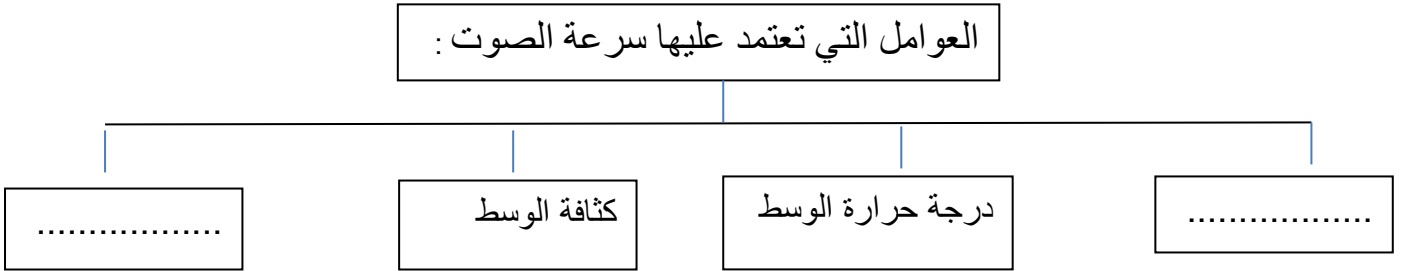 العوامل التي تعتمد عليها سرعة الصوت :
..................
درجة حرارة الوسط
كثافة الوسط
..................